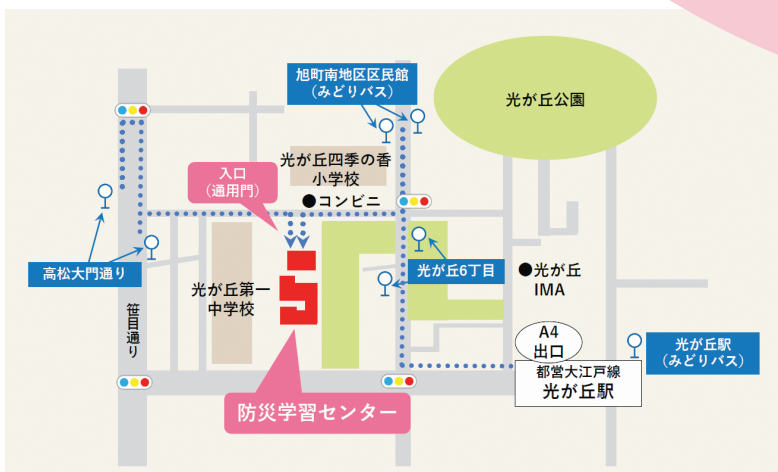 旭町南地区区民館
（みどりバス）
光が丘公園
光が丘四季の香
小学校
入口
（通用門）
●コンビニ
高松大門通り
光が丘第一
中学校
光が丘6丁目
●光が丘
IMA
笹目通り
A4
出口
光が丘駅
（みどりバス）
都営大江戸線
光が丘駅
防災学習センター